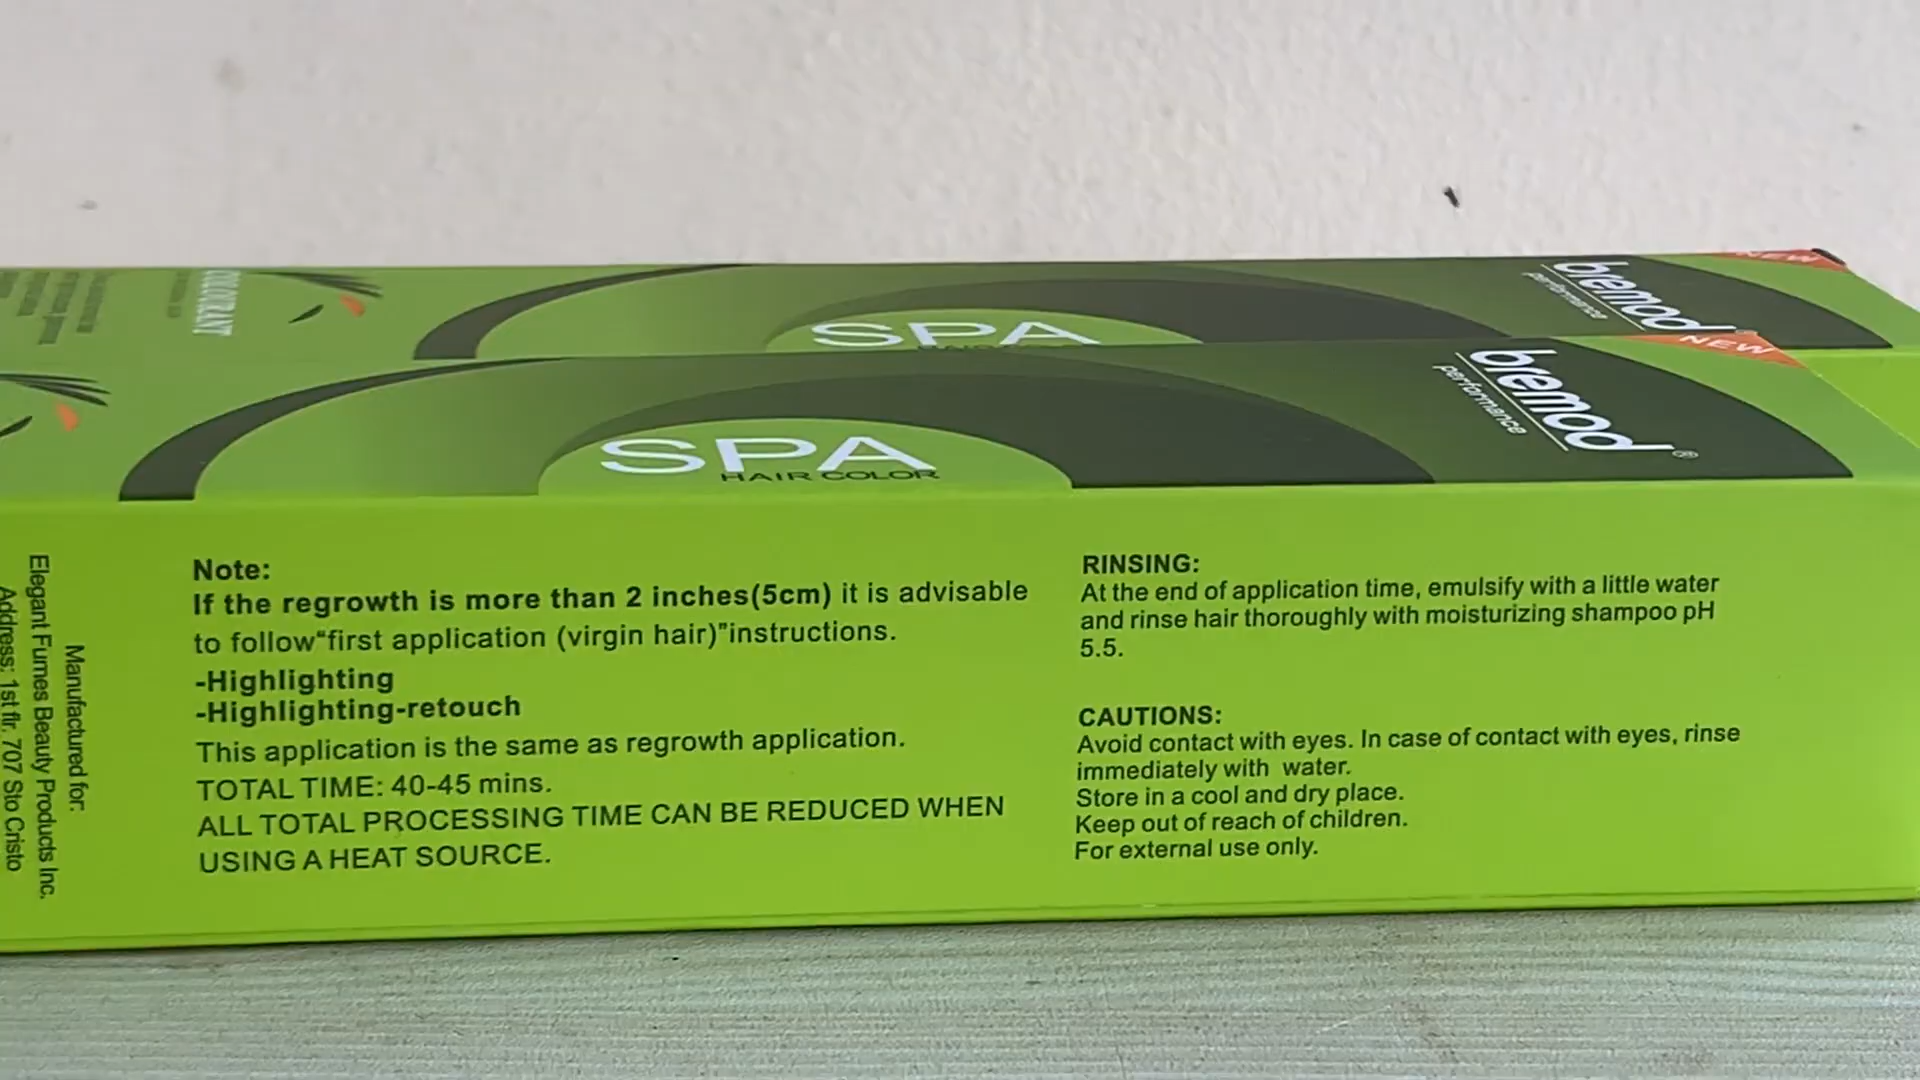 COLOURANT
SPA
bremod
performance
NEW
SPA
HAIR COLOR
bremod®
performance
NEW
Note:
If the regrowth is more than 2 inches(5cm) it is advisable
to follow"first application (virgin hair)"instructions.
-Highlighting
-Highlighting-retouch
This application is the same as regrowth application.
TOTAL TIME: 40-45 mins.
ALL TOTAL PROCESSING TIME CAN BE REDUCED WHEN
USING A HEAT SOURCE.
RINSING:
At the end of application time, emulsify with a little water
and rinse hair thoroughly with moisturizing shampoo pH
5.5.
CAUTIONS:
Avoid contact with eyes. In case of contact with eyes, rinse
immediately with water.
Store in a cool and dry place.
Keep out of reach of children.
For external use only.
Manufactured for:
Elegant Fumes Beauty Products Inc.
Address: 1st flr. 707 Sto Cristo